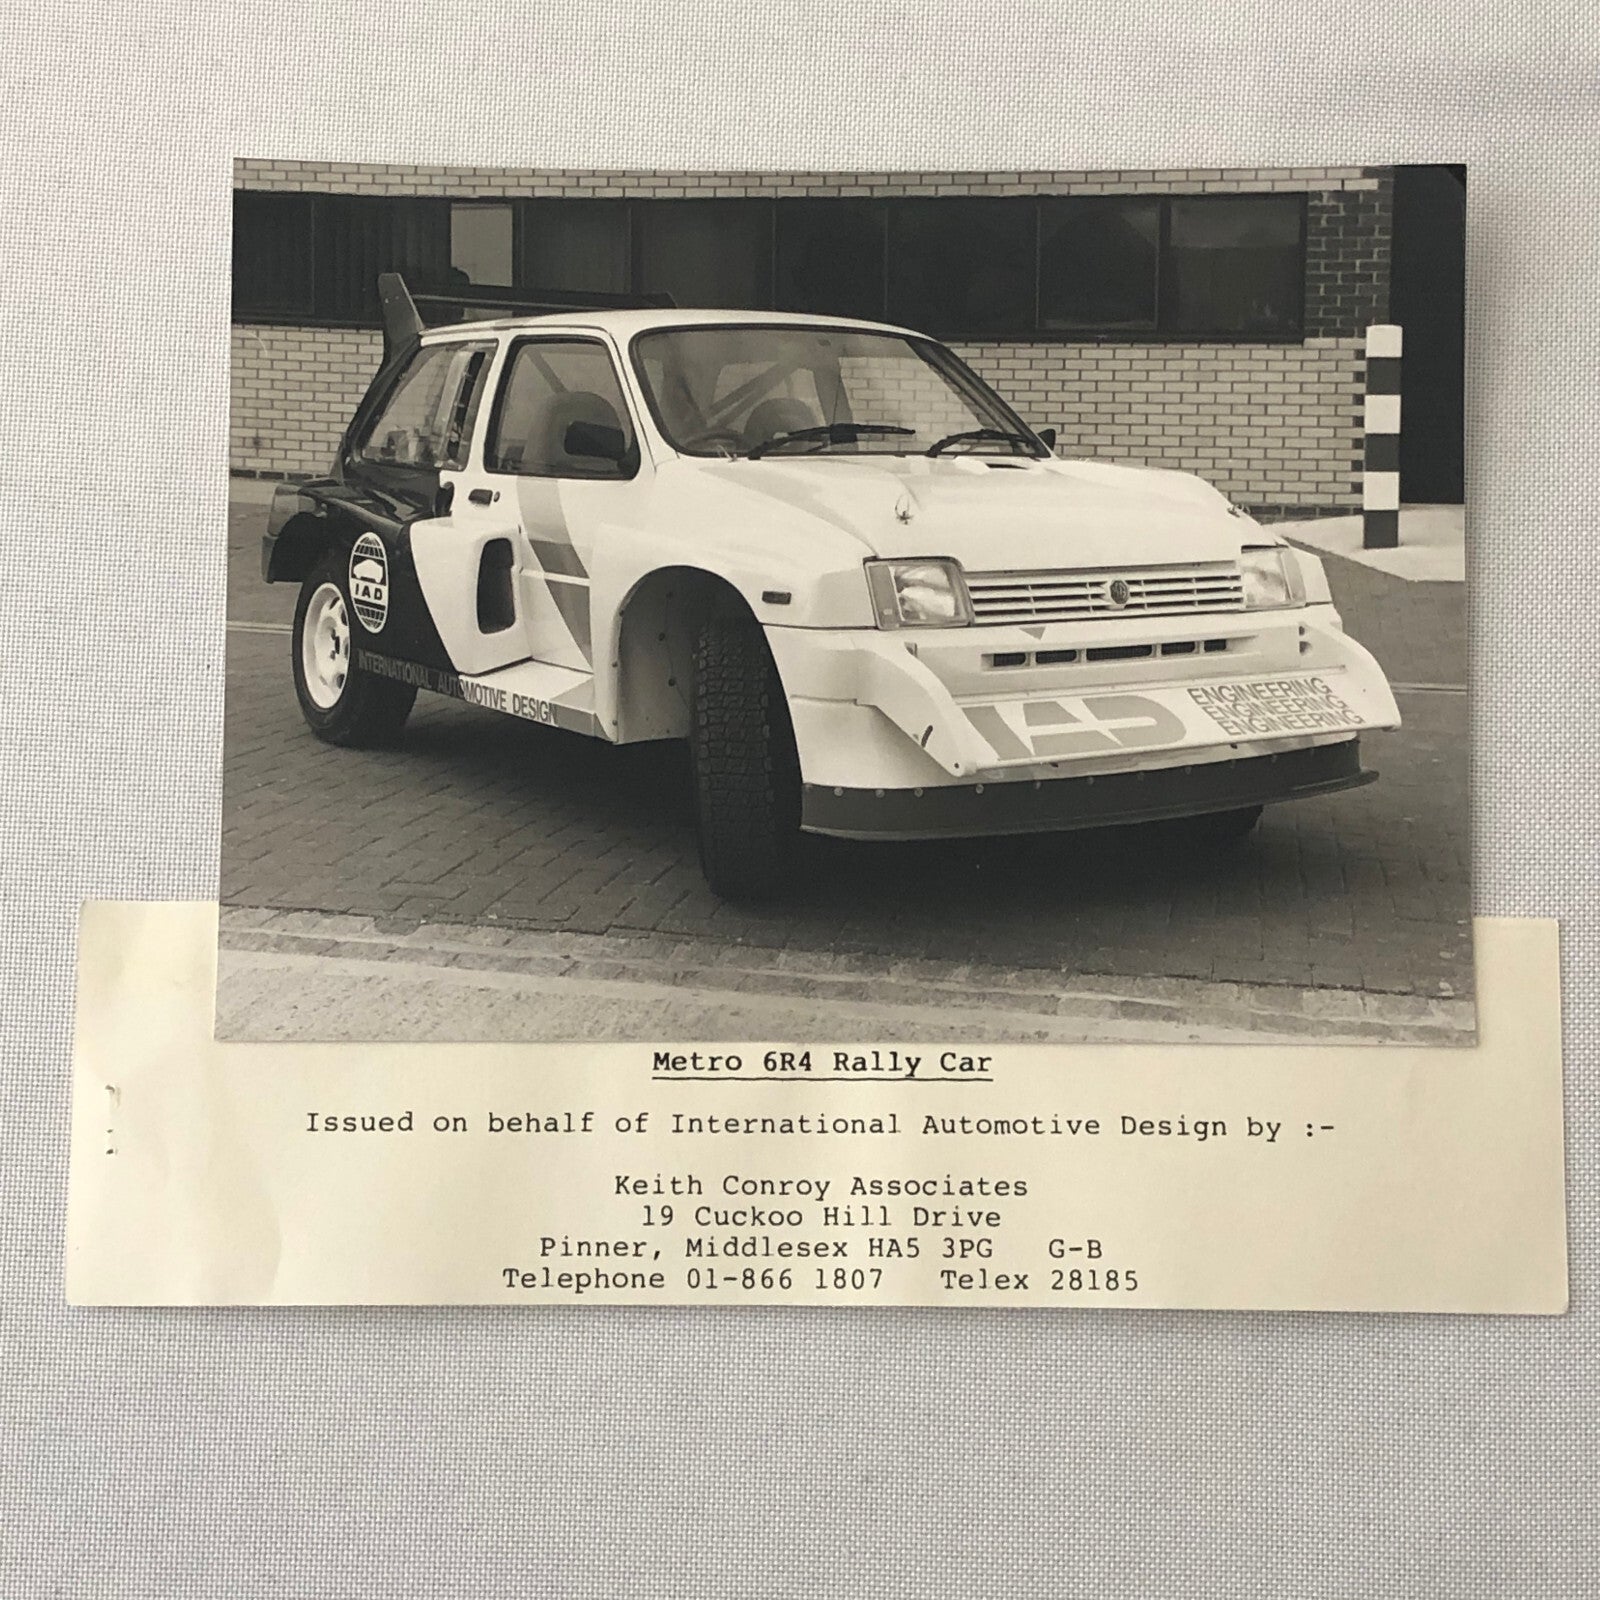 IAD
INTERNATIONAL AUTOMOTIVE DESIGN
IAD
ENGINEERING
ENGINEERING
ENGINEERING
Metro 6R4 Rally Car
Issued on behalf of International Automotive Design by :-
Keith Conroy Associates
19 Cuckoo Hill Drive
Pinner, Middlesex HA5 3PG G-B
Telephone 01-866 1807 Telex 28185